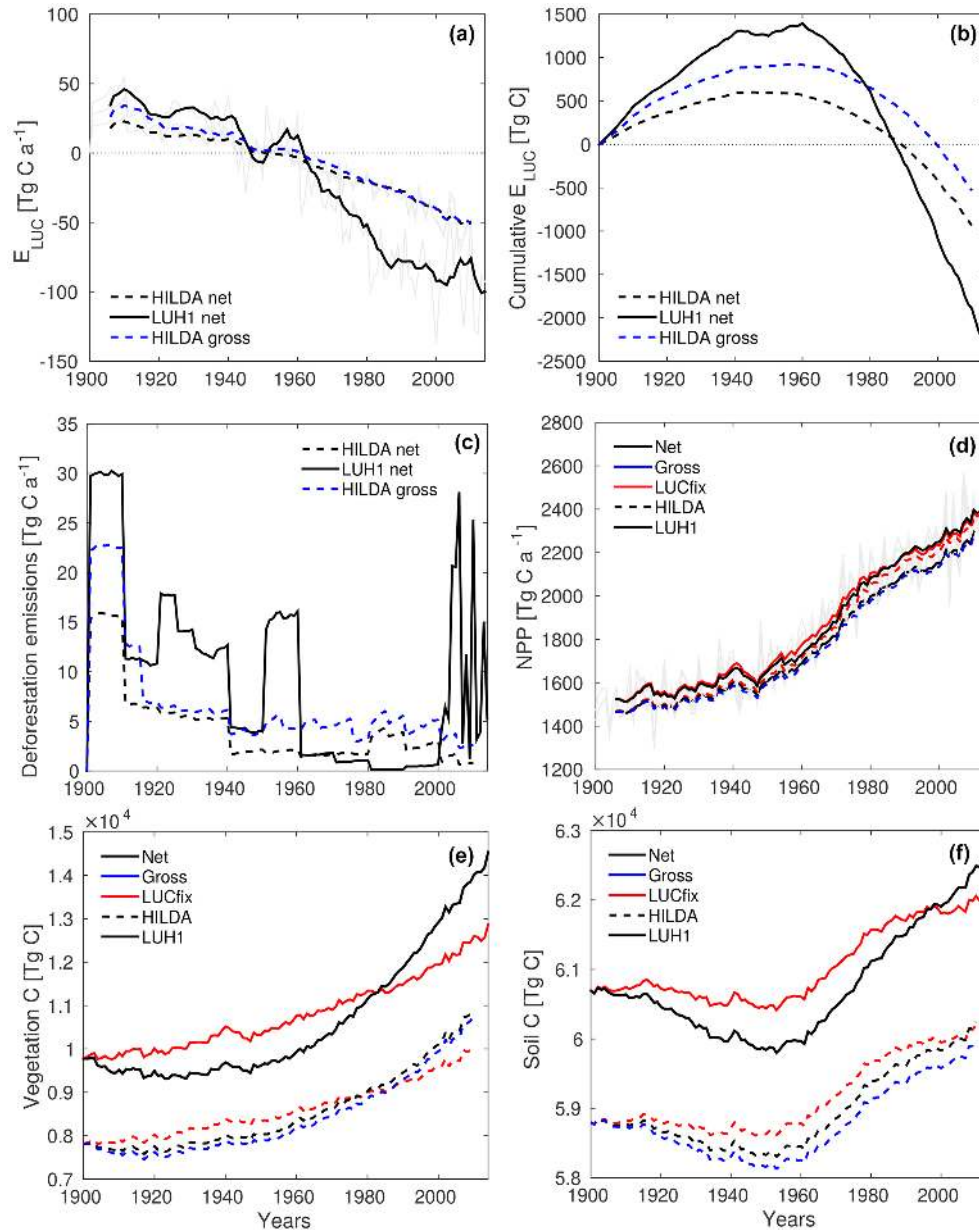 (a)
E_LUC [Tg C a⁻¹]
100
50
0
-50
-100
-150
HILDA net
LUH1 net
HILDA gross
1900 1920 1940 1960 1980 2000
(b)
Cumulative E_LUC [Tg C]
1500
1000
500
0
-500
-1000
-1500
-2000
-2500
HILDA net
LUH1 net
HILDA gross
1900 1920 1940 1960 1980 2000
(c)
Deforestation emissions [Tg C a⁻¹]
35
30
25
20
15
10
5
0
HILDA net
LUH1 net
HILDA gross
1900 1920 1940 1960 1980 2000
(d)
NPP [Tg C a⁻¹]
2800
2600
2400
2200
2000
1800
1600
1400
1200
Net
Gross
LUCfix
HILDA
LUH1
1900 1920 1940 1960 1980 2000
×10⁴
(e)
Vegetation C [Tg C]
1.5
1.4
1.3
1.2
1.1
1
0.9
0.8
0.7
Net
Gross
LUCfix
HILDA
LUH1
1900 1920 1940 1960 1980 2000
Years
×10⁴
(f)
Soil C [Tg C]
6.3
6.2
6.1
6
5.9
5.8
Net
Gross
LUCfix
HILDA
LUH1
1900 1920 1940 1960 1980 2000
Years